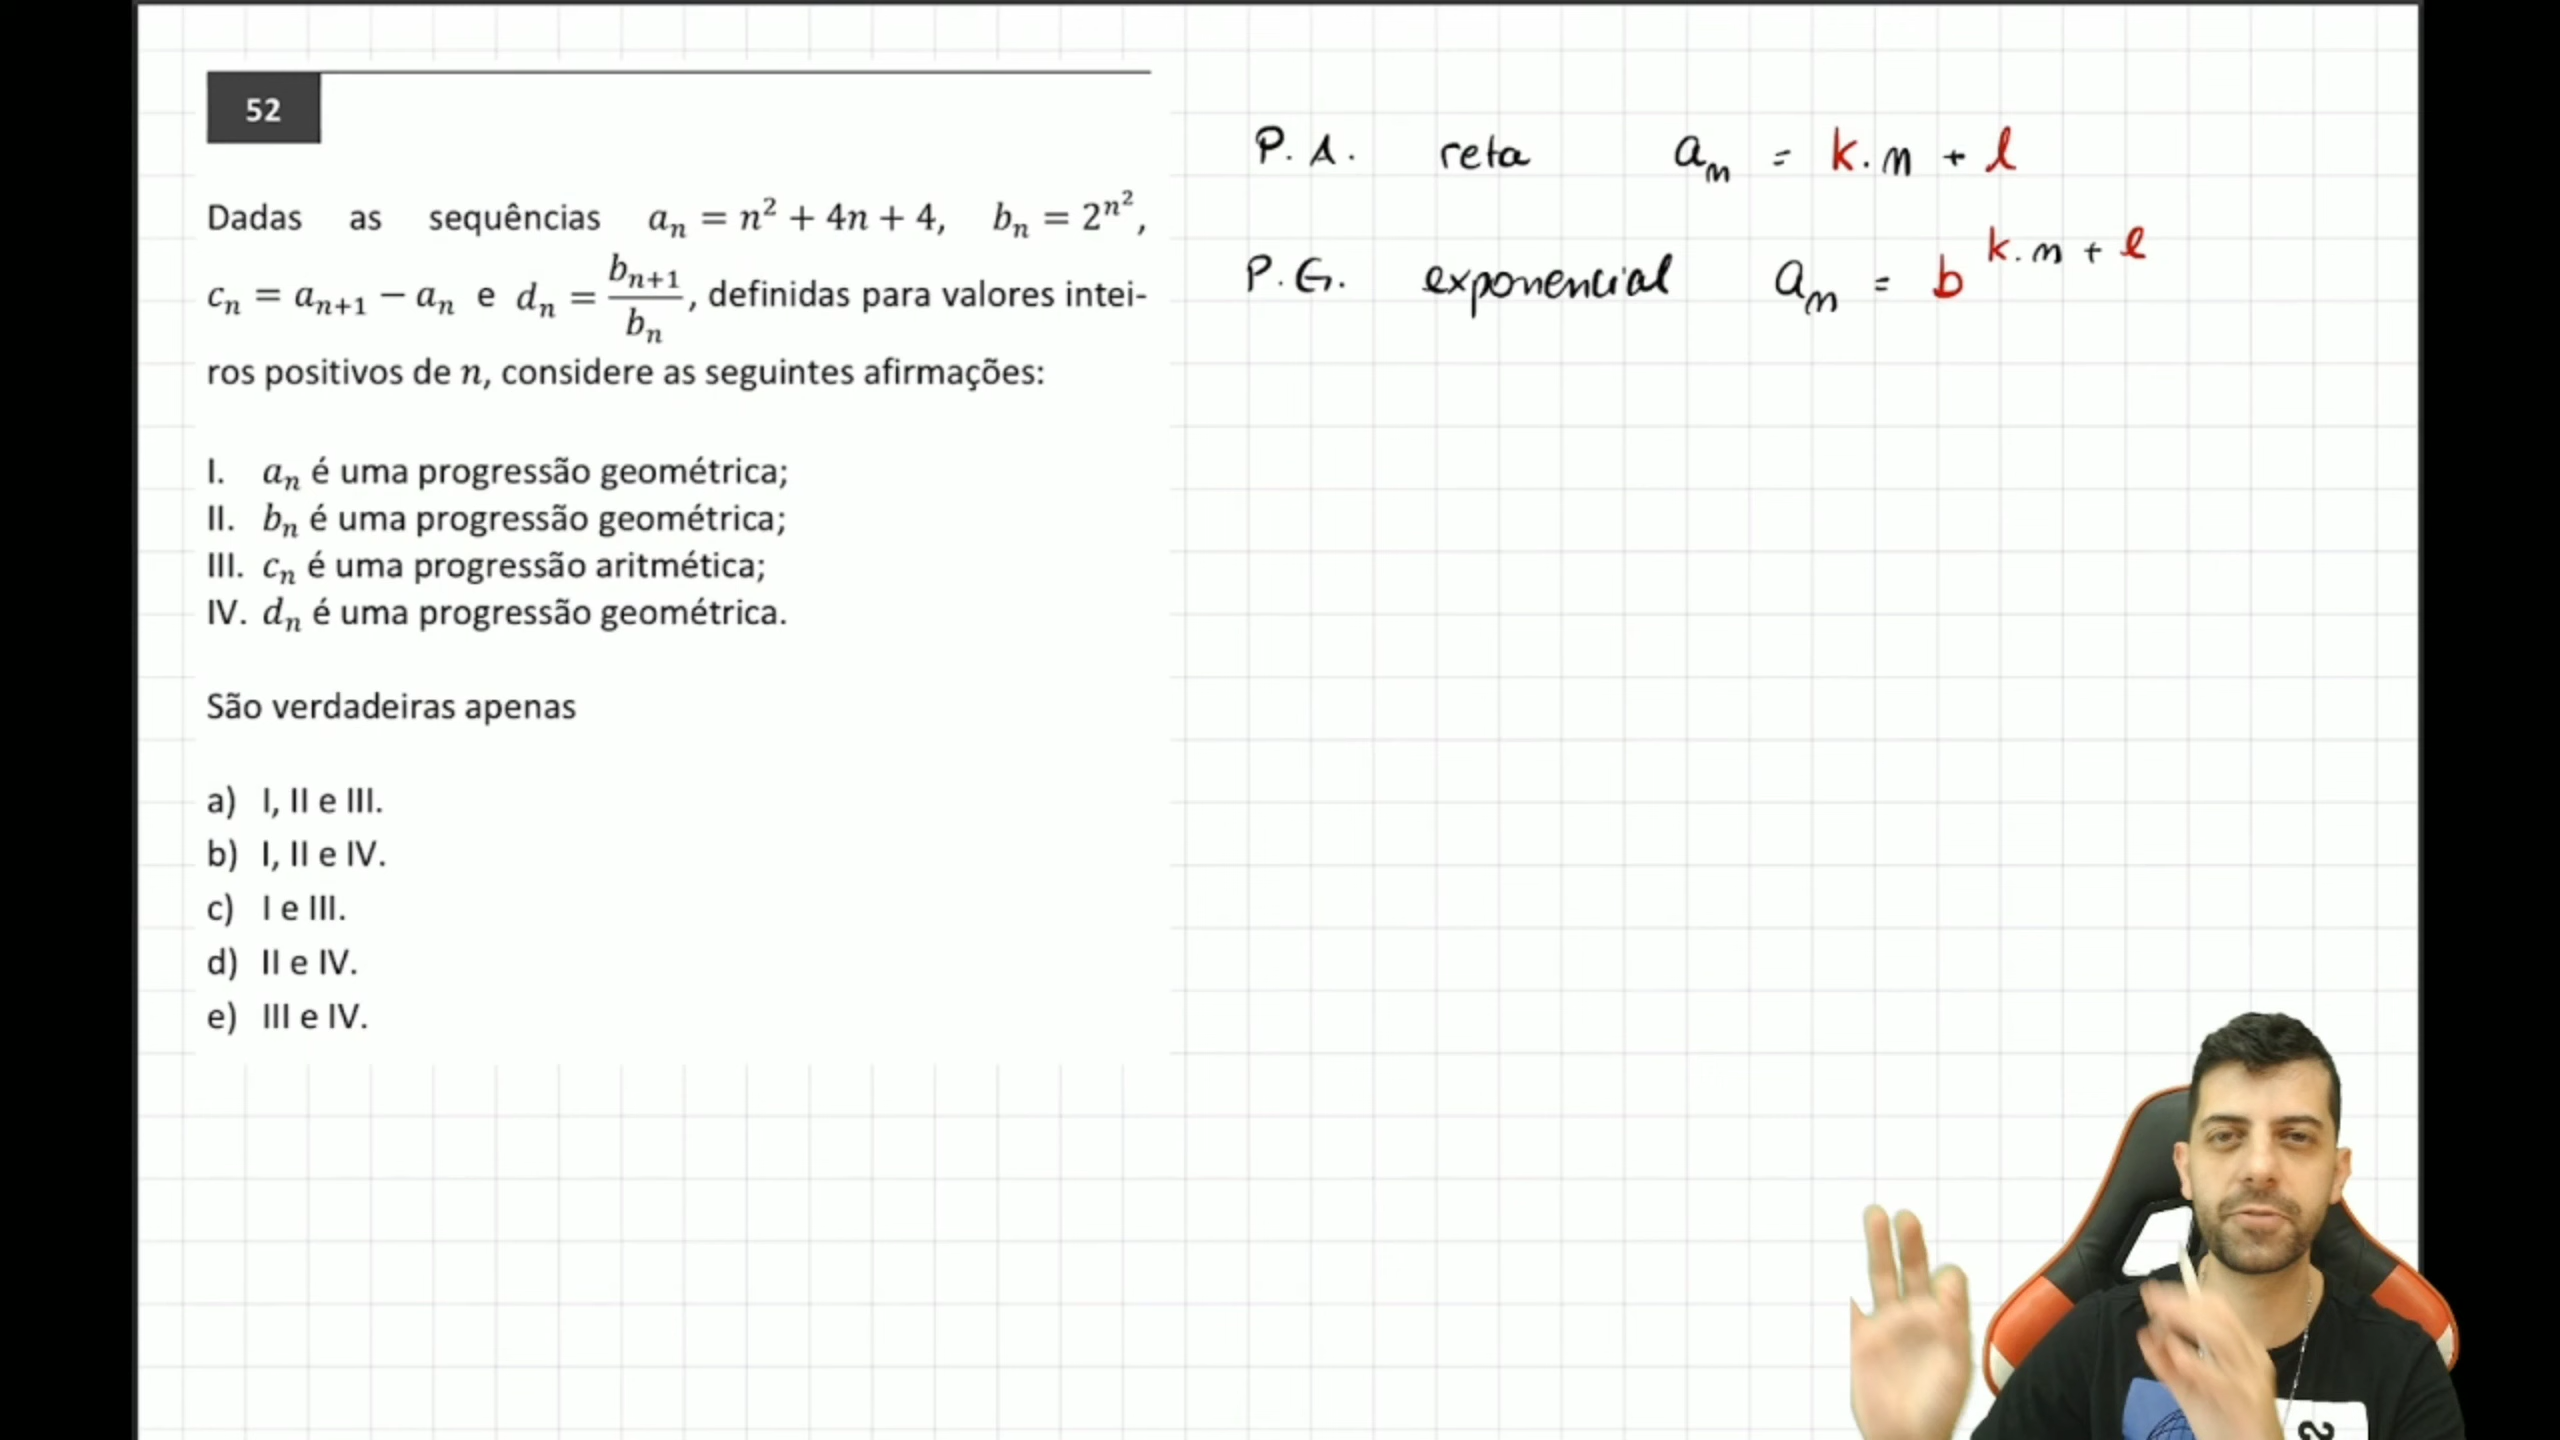 52
Dadas as sequências aₙ = n² + 4n + 4, bₙ = 2^(n²),
cₙ = aₙ₊₁ − aₙ e dₙ = bₙ₊₁/bₙ, definidas para valores intei-
ros positivos de n, considere as seguintes afirmações:
I. aₙ é uma progressão geométrica;
II. bₙ é uma progressão geométrica;
III. cₙ é uma progressão aritmética;
IV. dₙ é uma progressão geométrica.
São verdadeiras apenas
a) I, II e III.
b) I, II e IV.
c) I e III.
d) II e IV.
e) III e IV.
P.A. reta aₙ = k.n + l
P.G. exponencial aₙ = b^(k.n + l)
2